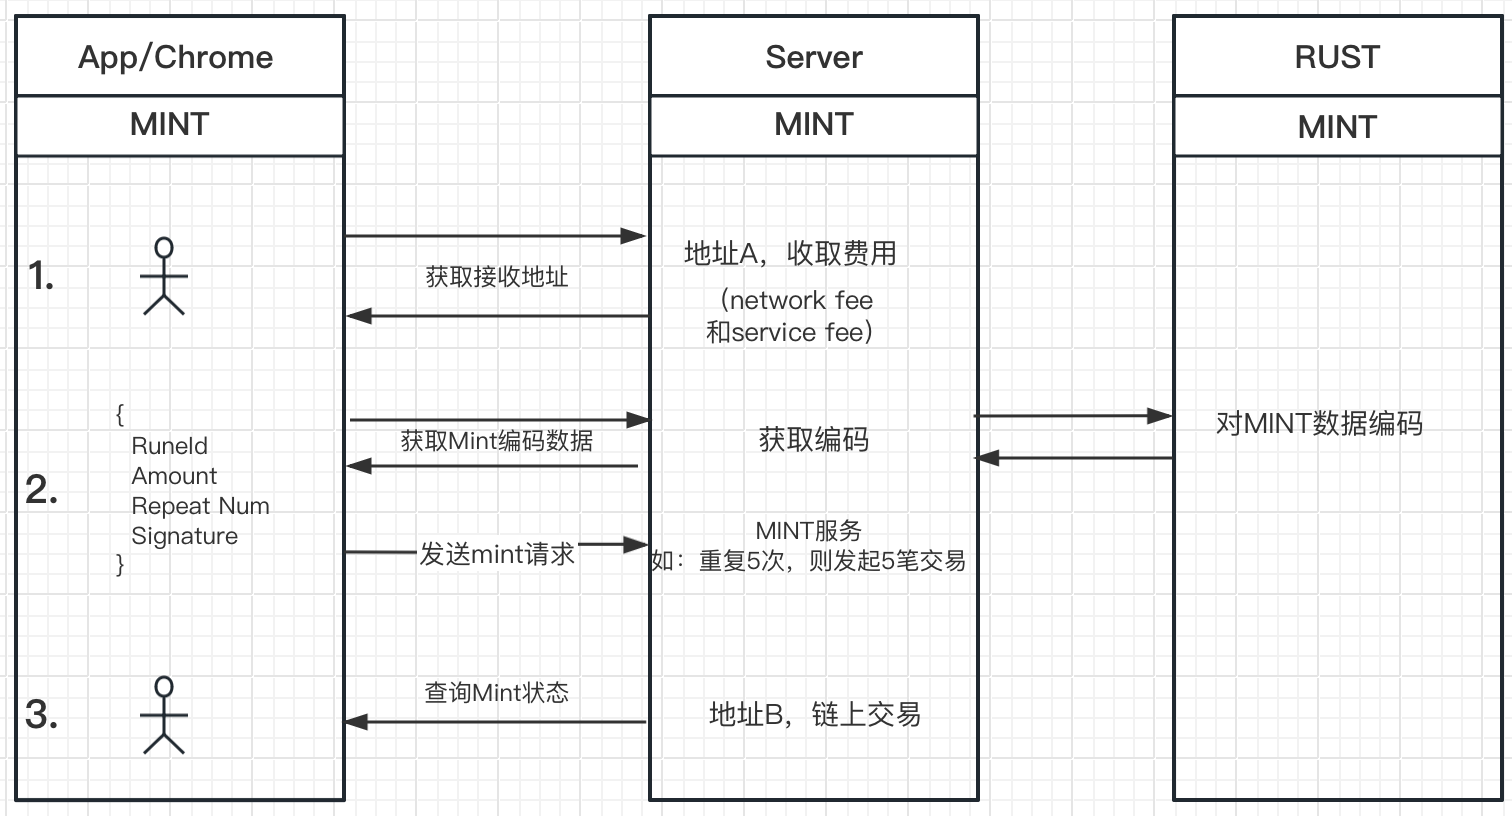 App/Chrome
Server
RUST
MINT
MINT
MINT
1.
获取接收地址
地址A，收取费用
（network fee
和service fee）
2.
{
RuneId
Amount
Repeat Num
Signature
}
获取Mint编码数据
获取编码
对MINT数据编码
发送mint请求
MINT服务
如：重复5次，则发起5笔交易
3.
查询Mint状态
地址B，链上交易